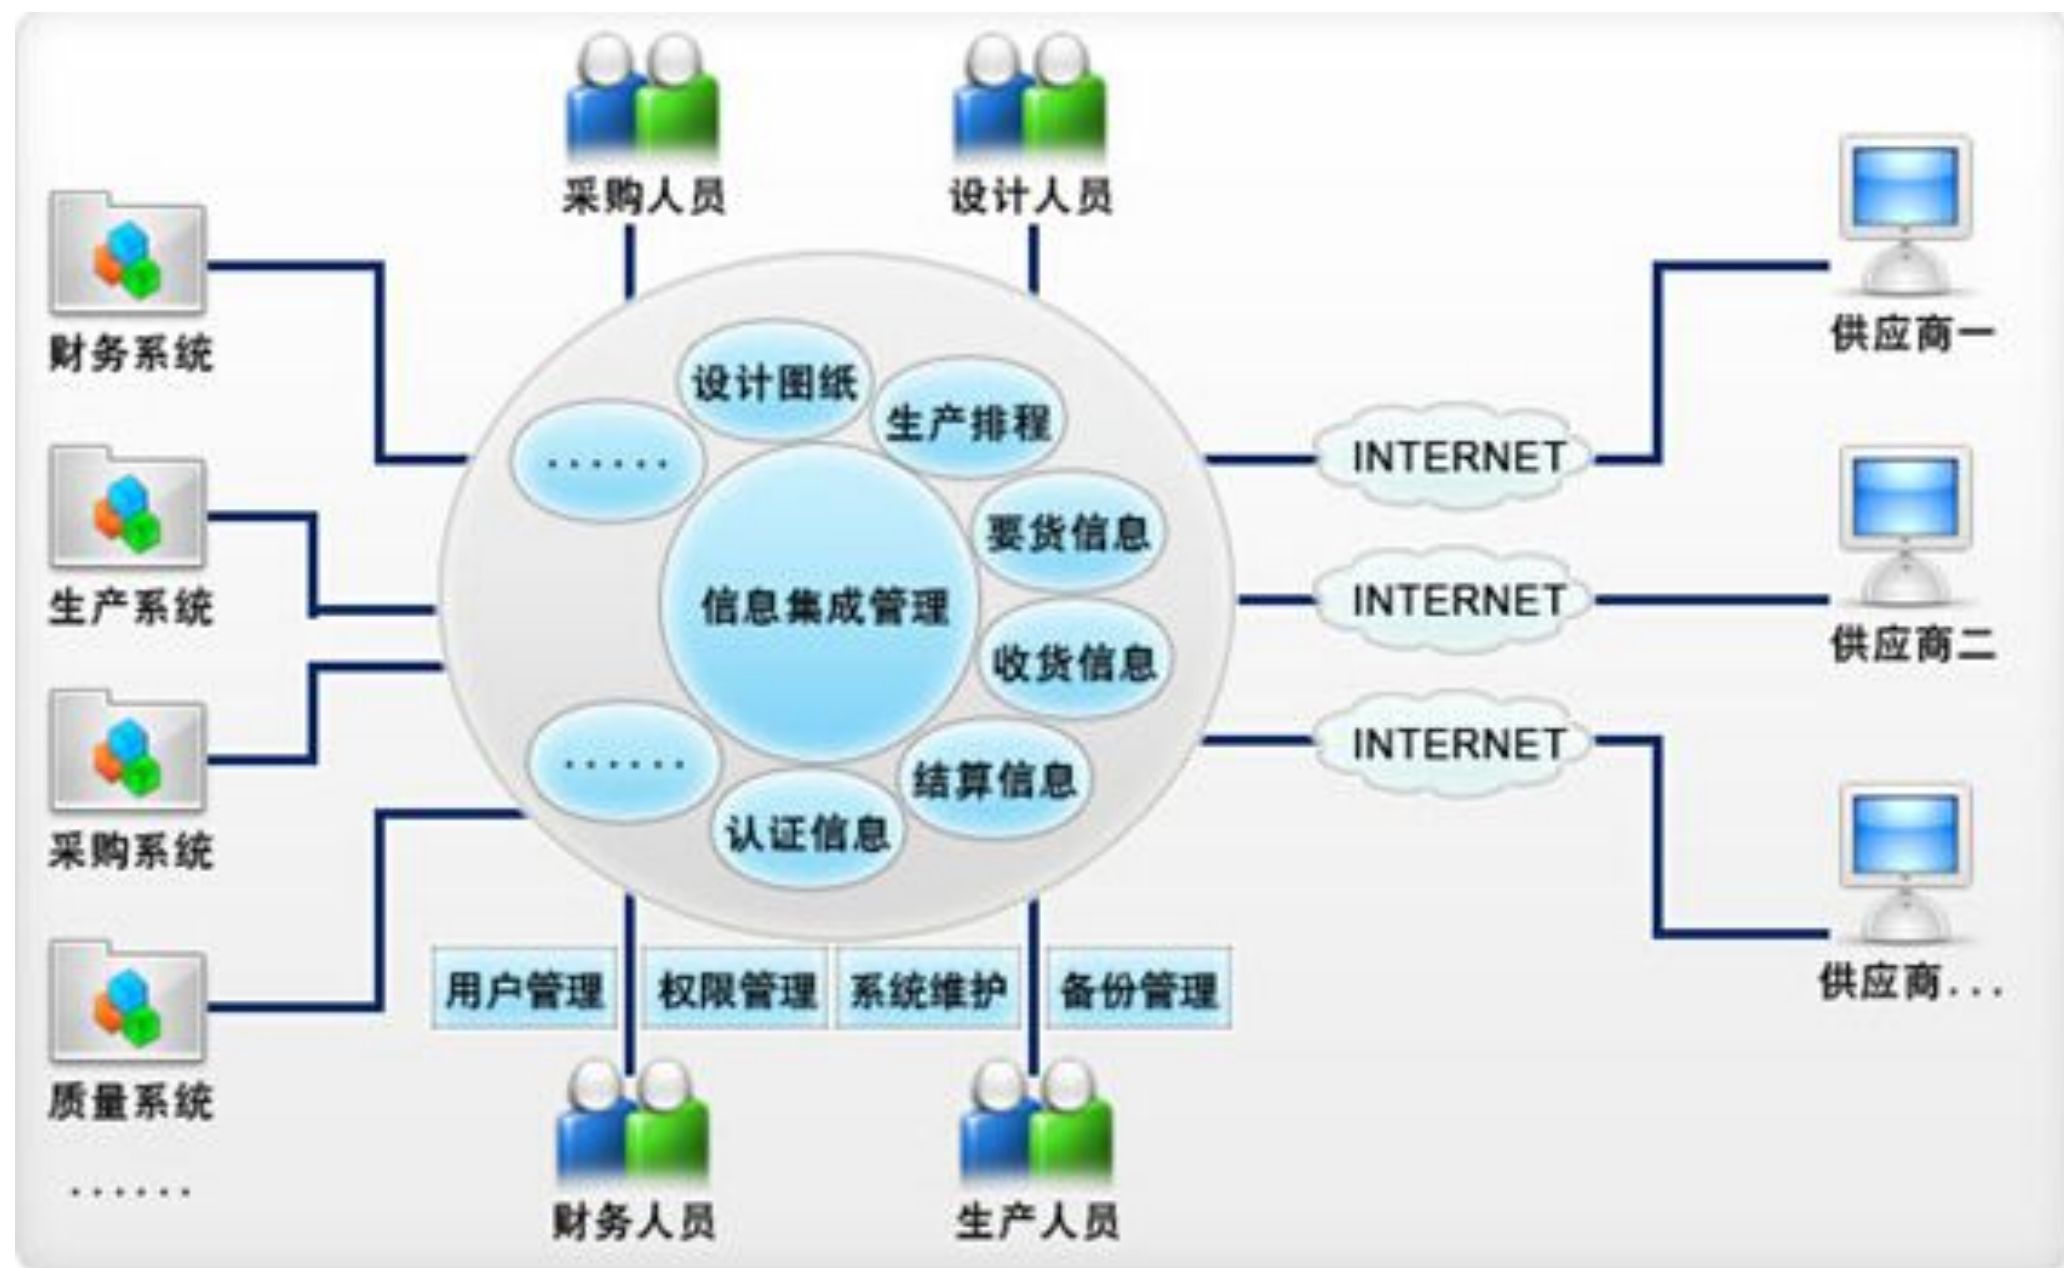 采购人员
设计人员
财务系统
生产系统
采购系统
质量系统
......
设计图纸
生产排程
......
要货信息
信息集成管理
收货信息
......
结算信息
认证信息
INTERNET
INTERNET
INTERNET
供应商一
供应商二
供应商...
用户管理
权限管理
系统维护
备份管理
财务人员
生产人员